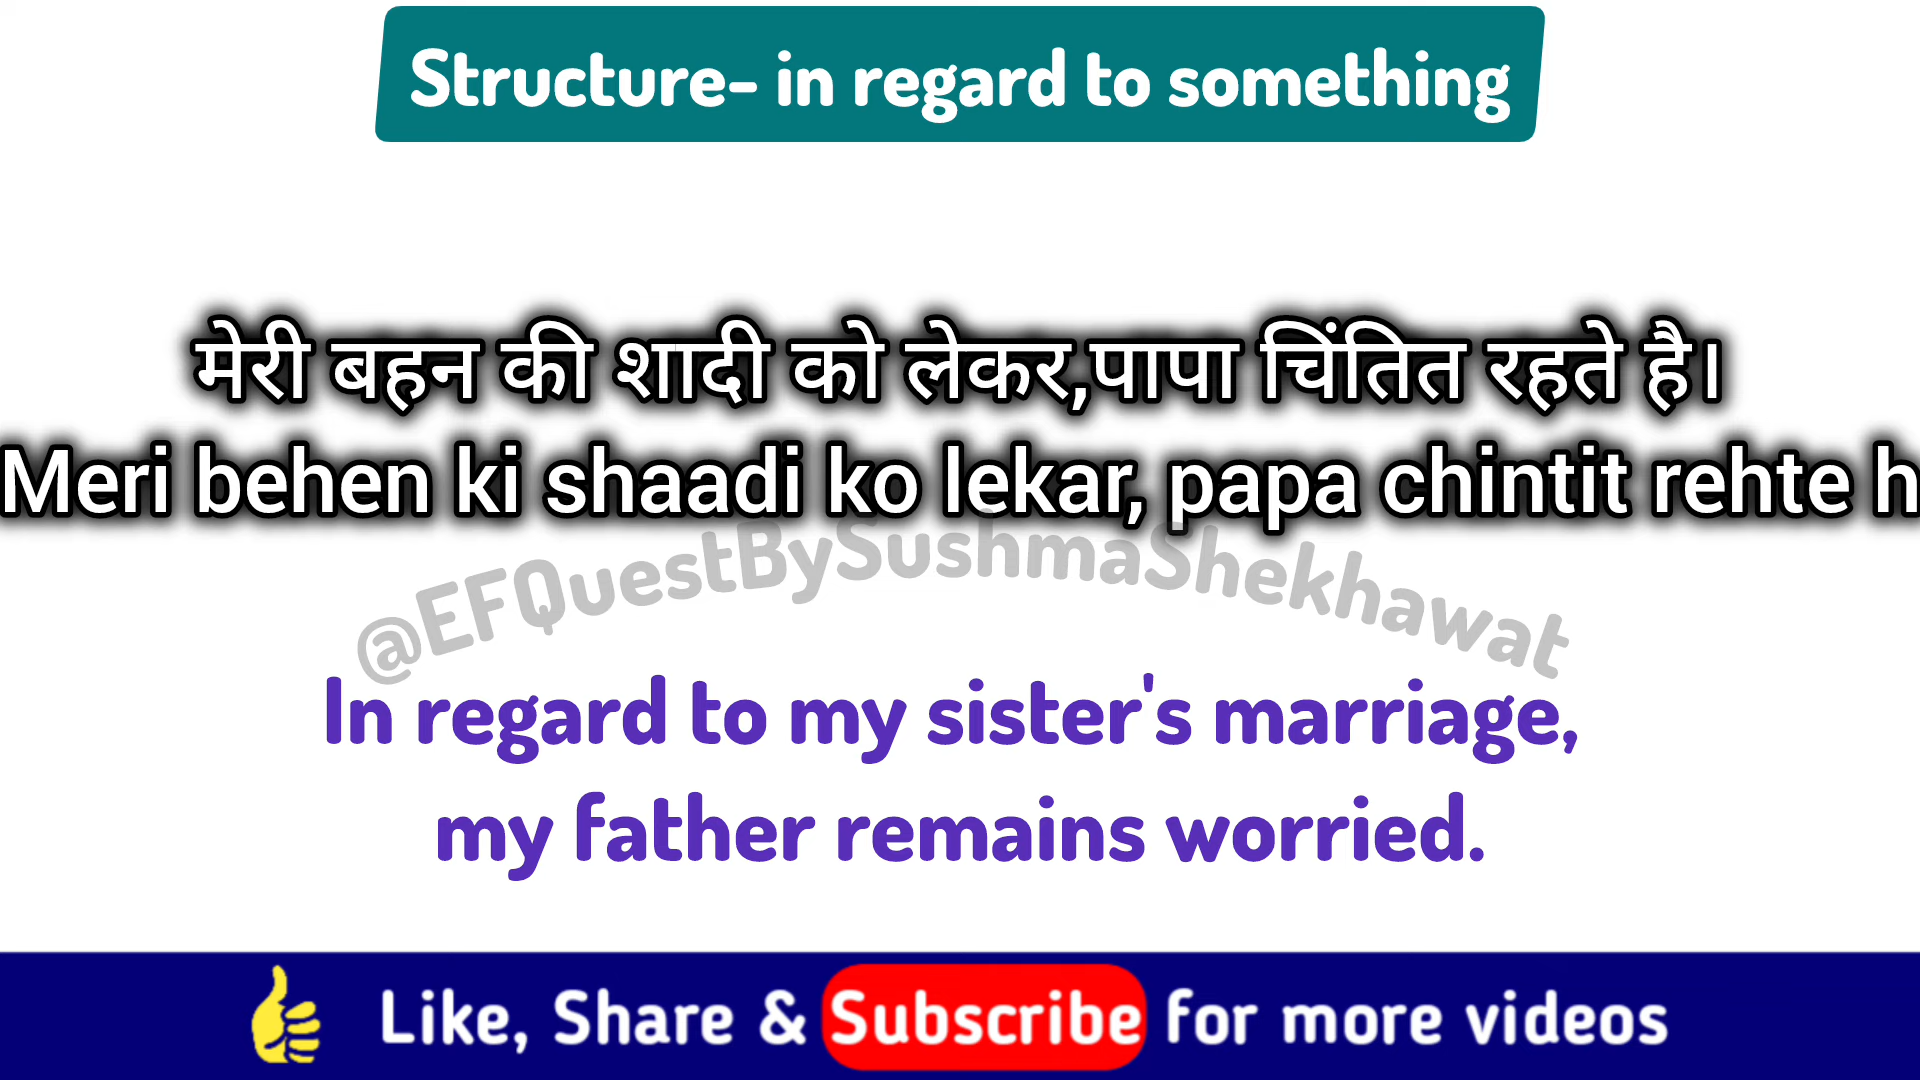 Structure- in regard to something
मेरी बहन की शादी को लेकर,पापा चिंतित रहते है।
Meri behen ki shaadi ko lekar, papa chintit rehte h
@EFQuestBySushmaShekhawat
In regard to my sister's marriage,
my father remains worried.
Like, Share & Subscribe for more videos